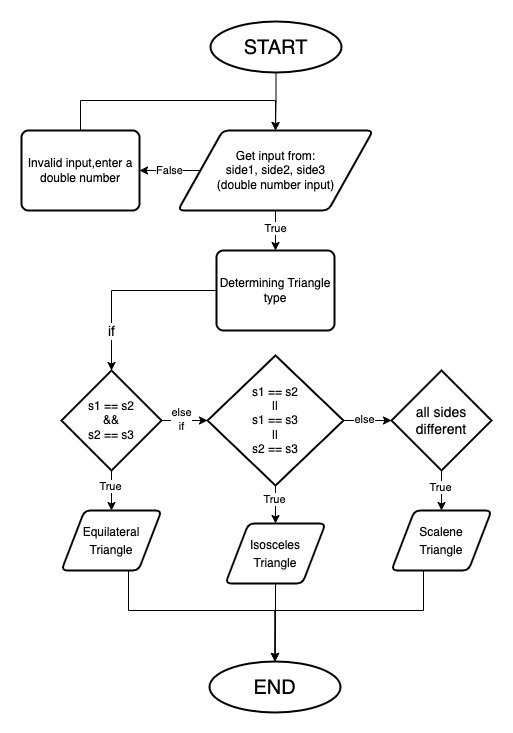 START
Invalid input,enter a
double number
False
Get input from:
side1, side2, side3
(double number input)
True
Determining Triangle
type
if
s1 == s2
&&
s2 == s3
else
if
s1 == s2
||
s1 == s3
||
s2 == s3
else
all sides
different
True
True
True
Equilateral
Triangle
Isosceles
Triangle
Scalene
Triangle
END